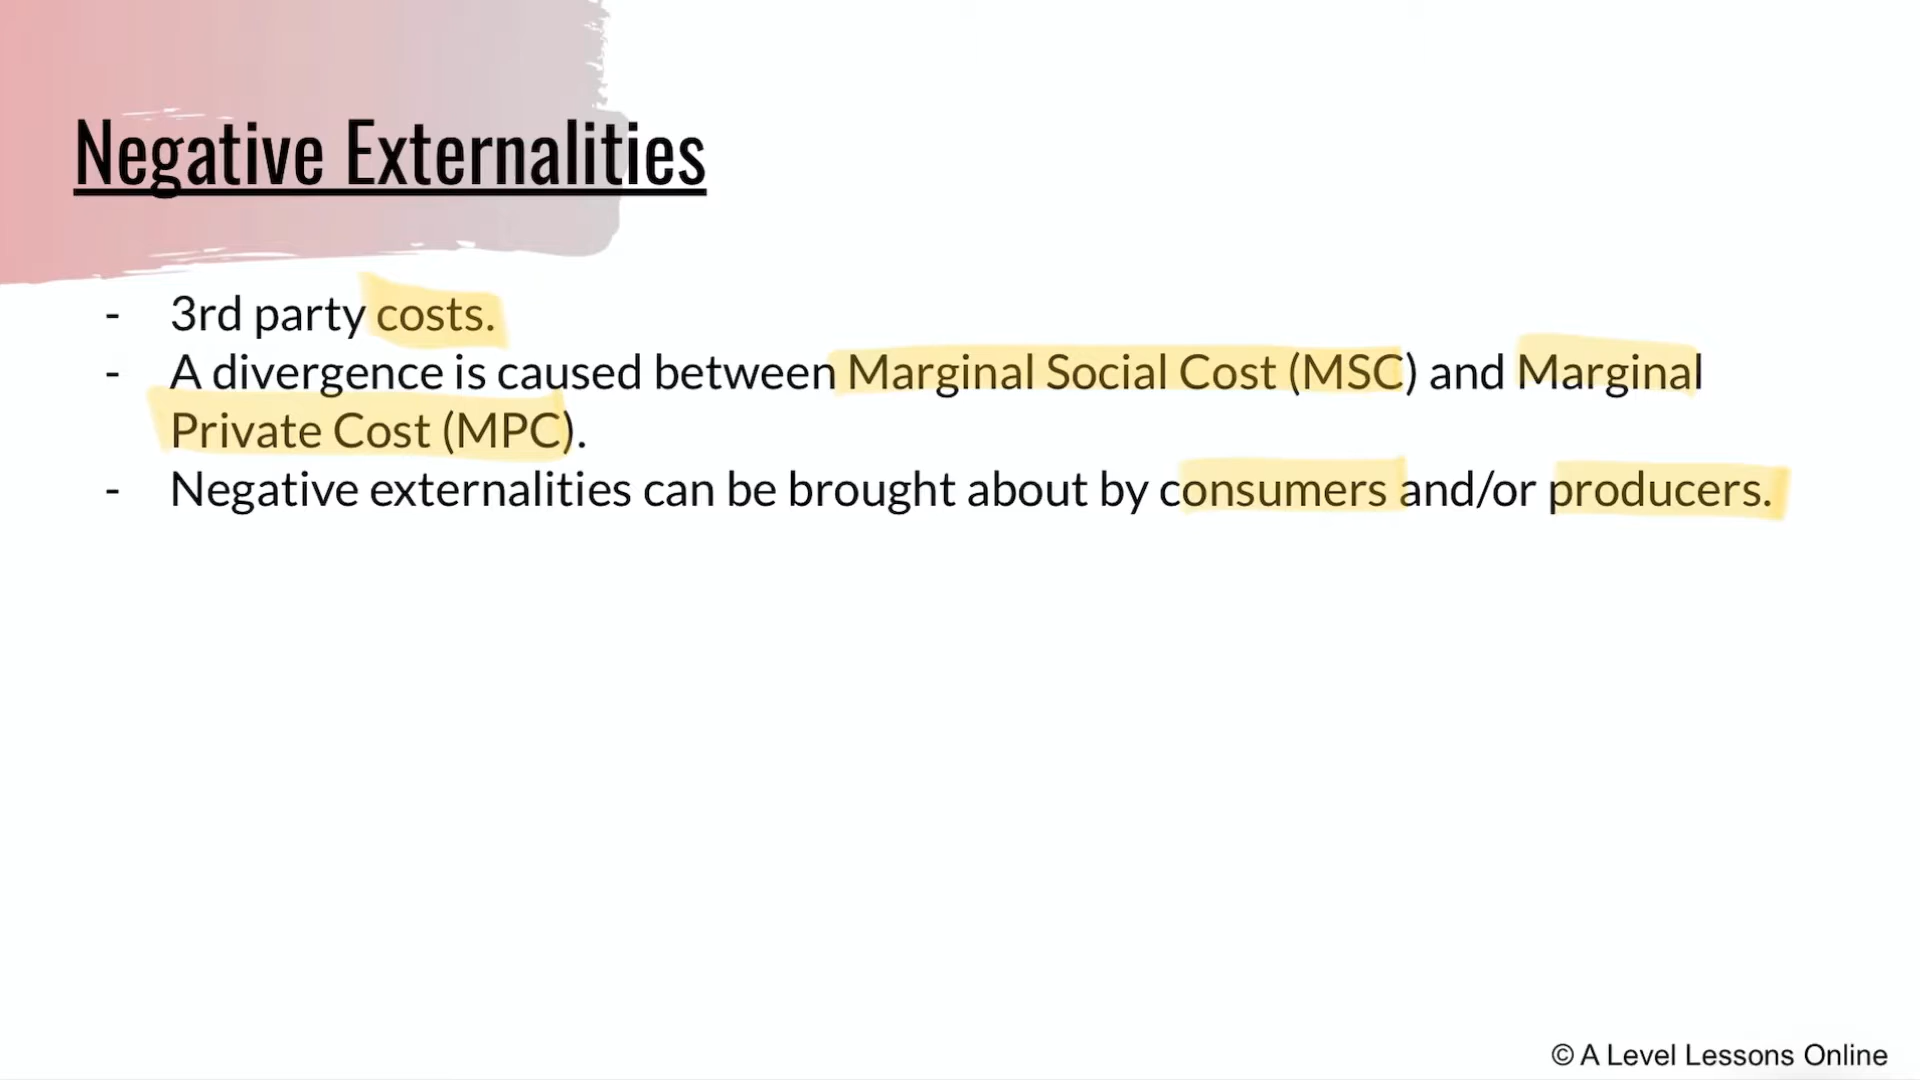 Negative Externalities
- 3rd party costs.
- A divergence is caused between Marginal Social Cost (MSC) and Marginal
Private Cost (MPC).
- Negative externalities can be brought about by consumers and/or producers.
© A Level Lessons Online